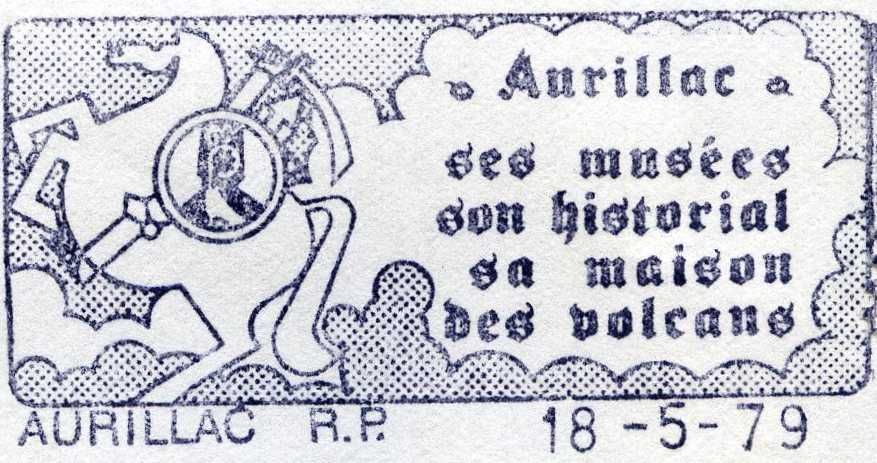 Aurillac
ses musées
son historial
sa maison
des volcans
AURILLAC R.P. 18-5-79